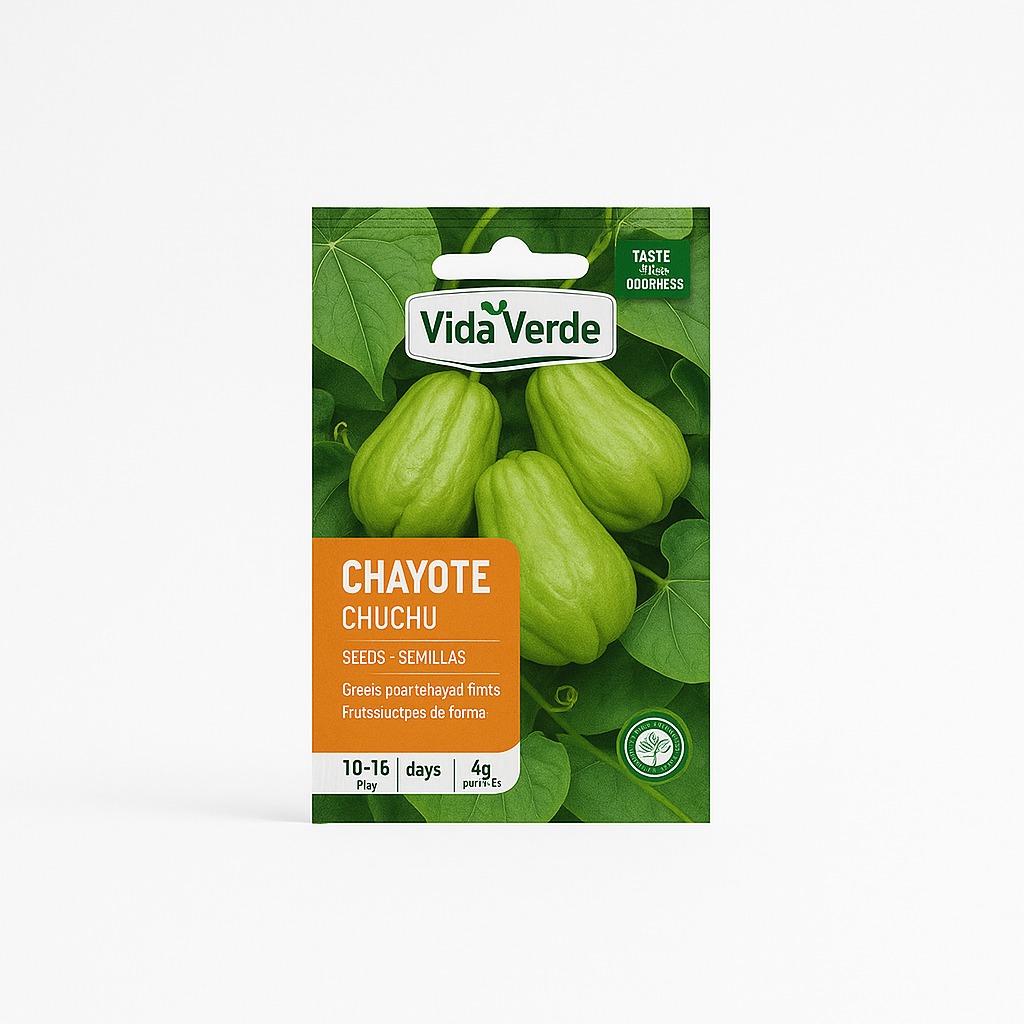 TASTE
ODORHESS
Vida Verde
CHAYOTE
CHUCHU
SEEDS - SEMILLAS
Greeis poartehayad fimts
Frutssiuctpes de forma
10-16 days 4g
Play